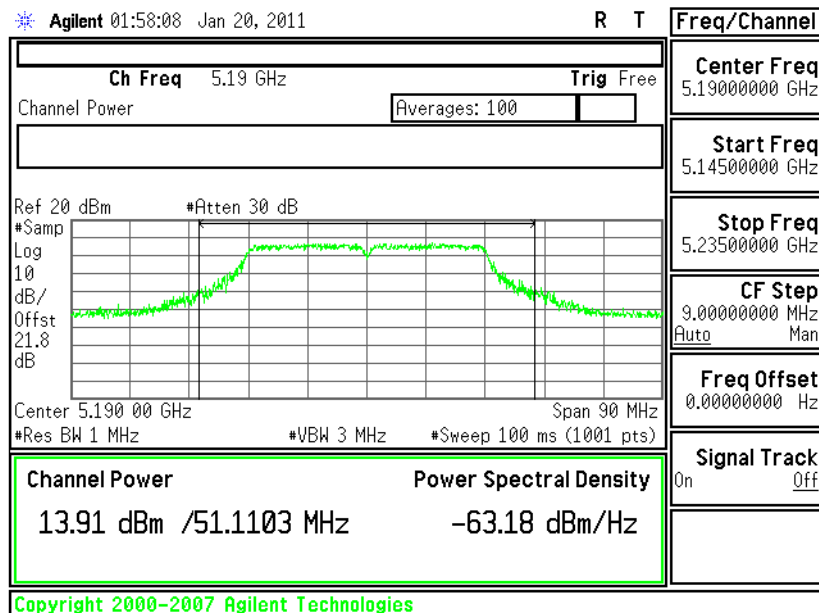 Agilent 01:58:08 Jan 20, 2011 R T
Freq/Channel
Ch Freq 5.19 GHz Trig Free
Channel Power Averages: 100
Center Freq
5.19000000 GHz
Start Freq
5.14500000 GHz
Stop Freq
5.23500000 GHz
CF Step
9.00000000 MHz
Auto Man
Freq Offset
0.00000000 Hz
Signal Track
On Off
Ref 20 dBm #Atten 30 dB
#Samp
Log
10
dB/
Offst
21.8
dB
Center 5.190 00 GHz Span 90 MHz
#Res BW 1 MHz #VBW 3 MHz #Sweep 100 ms (1001 pts)
Channel Power Power Spectral Density
13.91 dBm /51.1103 MHz -63.18 dBm/Hz
Copyright 2000-2007 Agilent Technologies